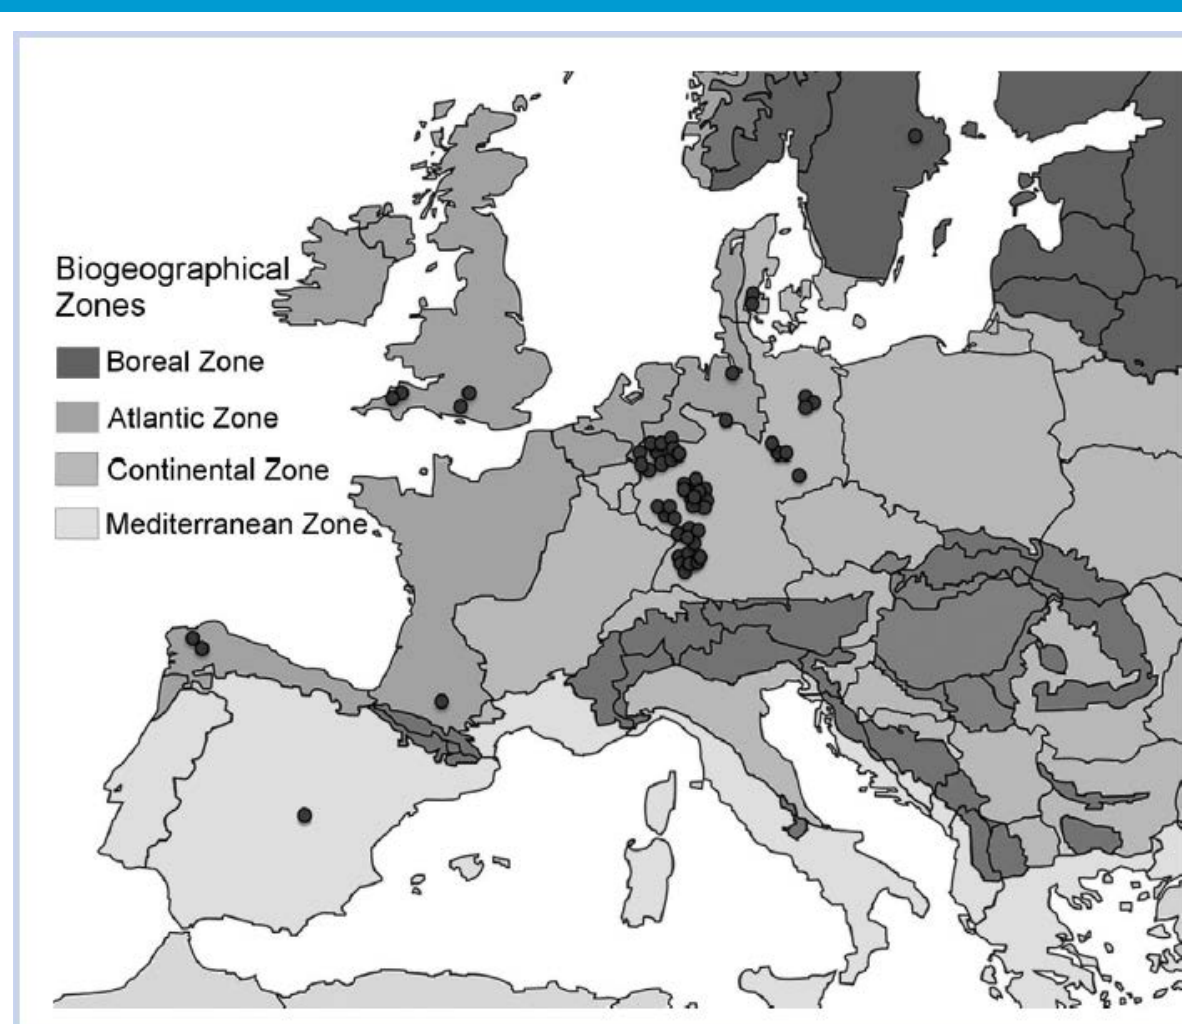 Biogeographical
Zones
Boreal Zone
Atlantic Zone
Continental Zone
Mediterranean Zone